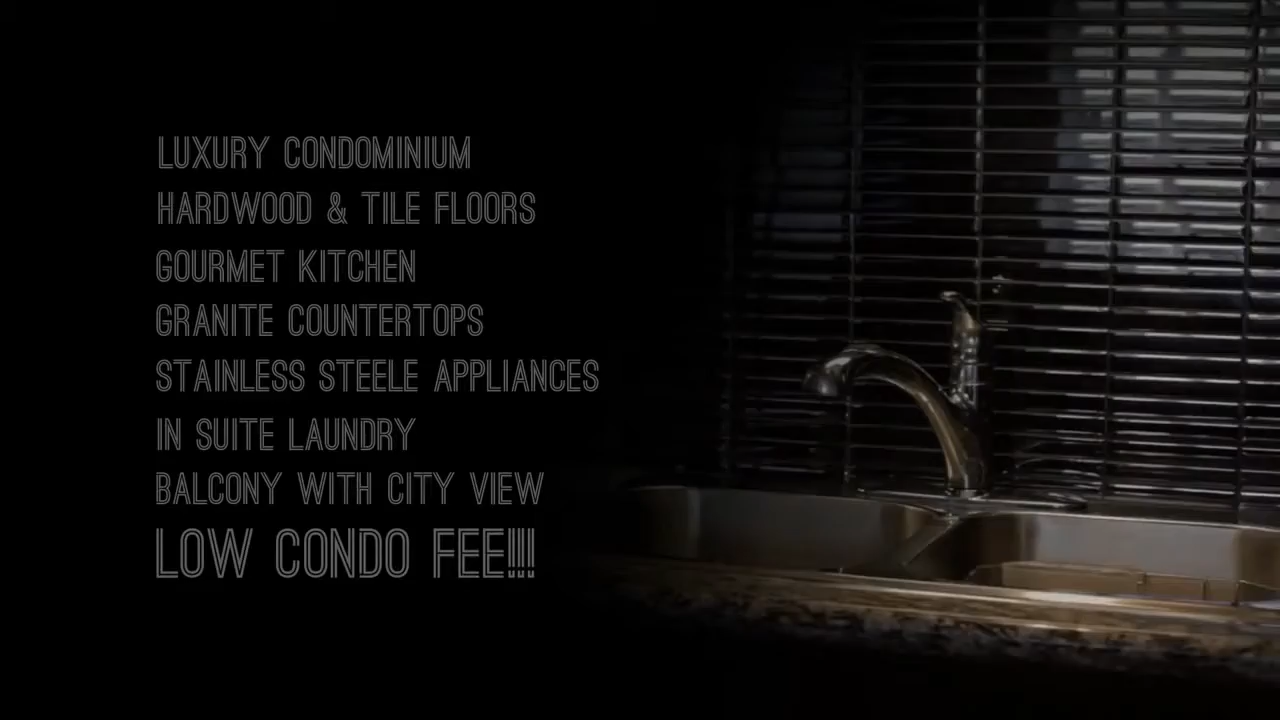 LUXURY CONDOMINIUM
HARDWOOD & TILE FLOORS
GOURMET KITCHEN
GRANITE COUNTERTOPS
STAINLESS STEELE APPLIANCES
IN SUITE LAUNDRY
BALCONY WITH CITY VIEW
LOW CONDO FEE!!!!